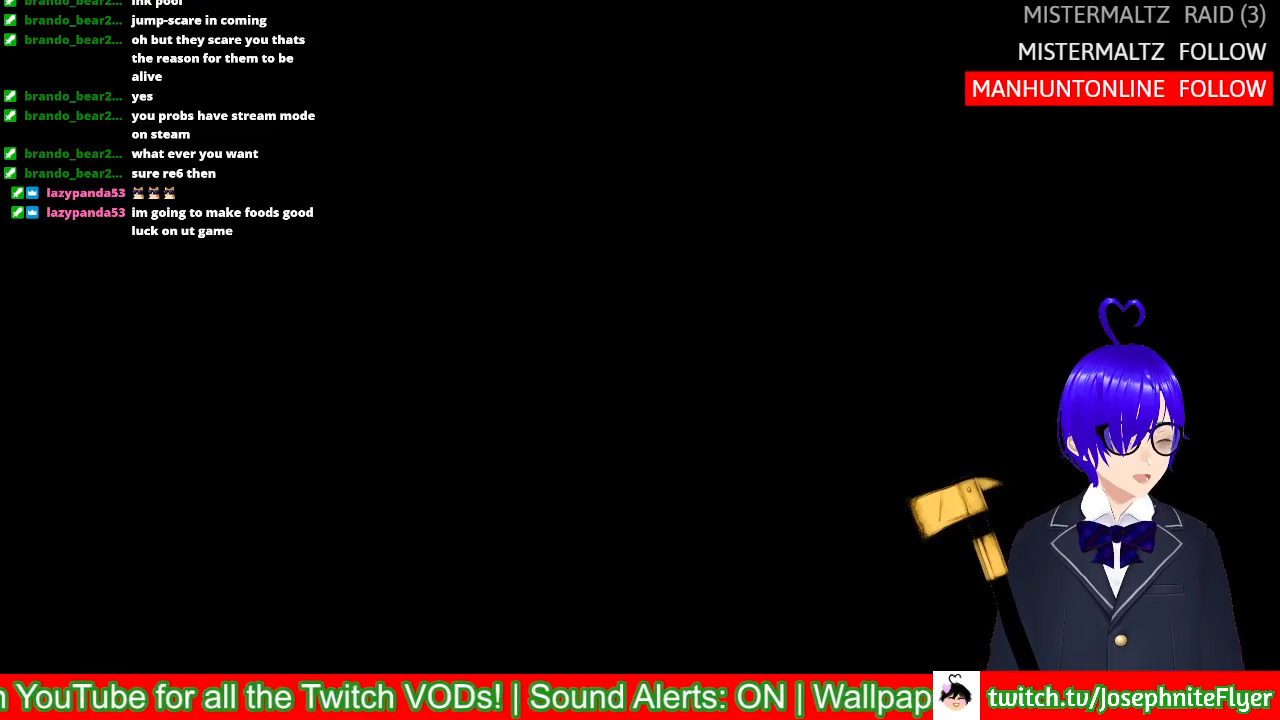 ink pool
brando_bear2... jump-scare in coming
brando_bear2... oh but they scare you thats
the reason for them to be
alive
brando_bear2... yes
brando_bear2... you probs have stream mode
on steam
brando_bear2... what ever you want
brando_bear2... sure re6 then
lazypanda53
lazypanda53 im going to make foods good
luck on ut game
MISTERMALTZ RAID (3)
MISTERMALTZ FOLLOW
MANHUNTONLINE FOLLOW
YouTube for all the Twitch VODs! | Sound Alerts: ON | Wallpap
twitch.tv/JosephniteFlyer